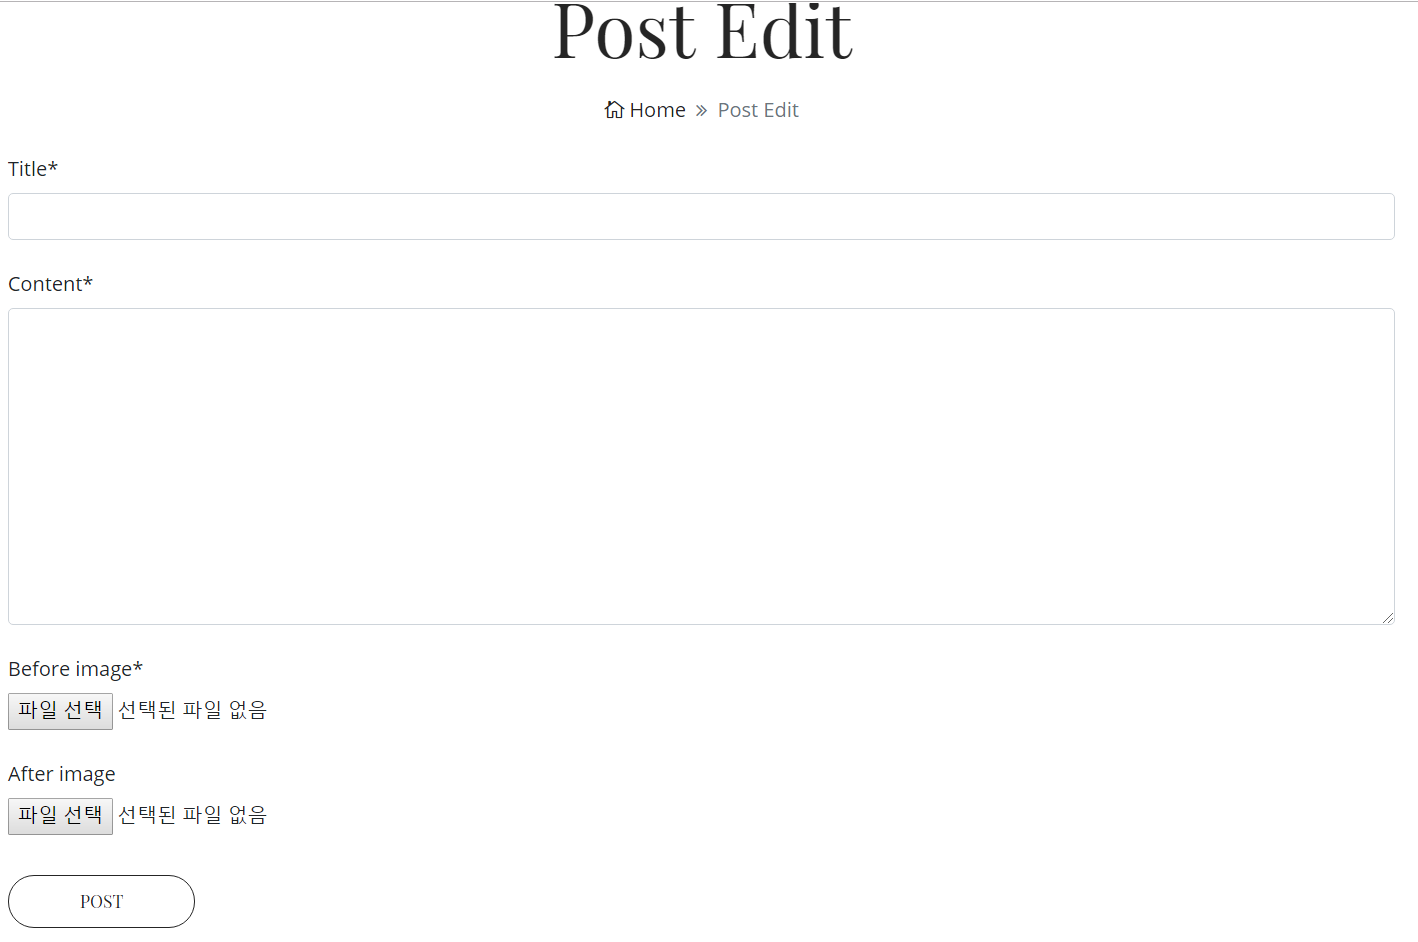 Post Edit
Home » Post Edit
Title*
Content*
Before image*
파일 선택 선택된 파일 없음
After image
파일 선택 선택된 파일 없음
POST